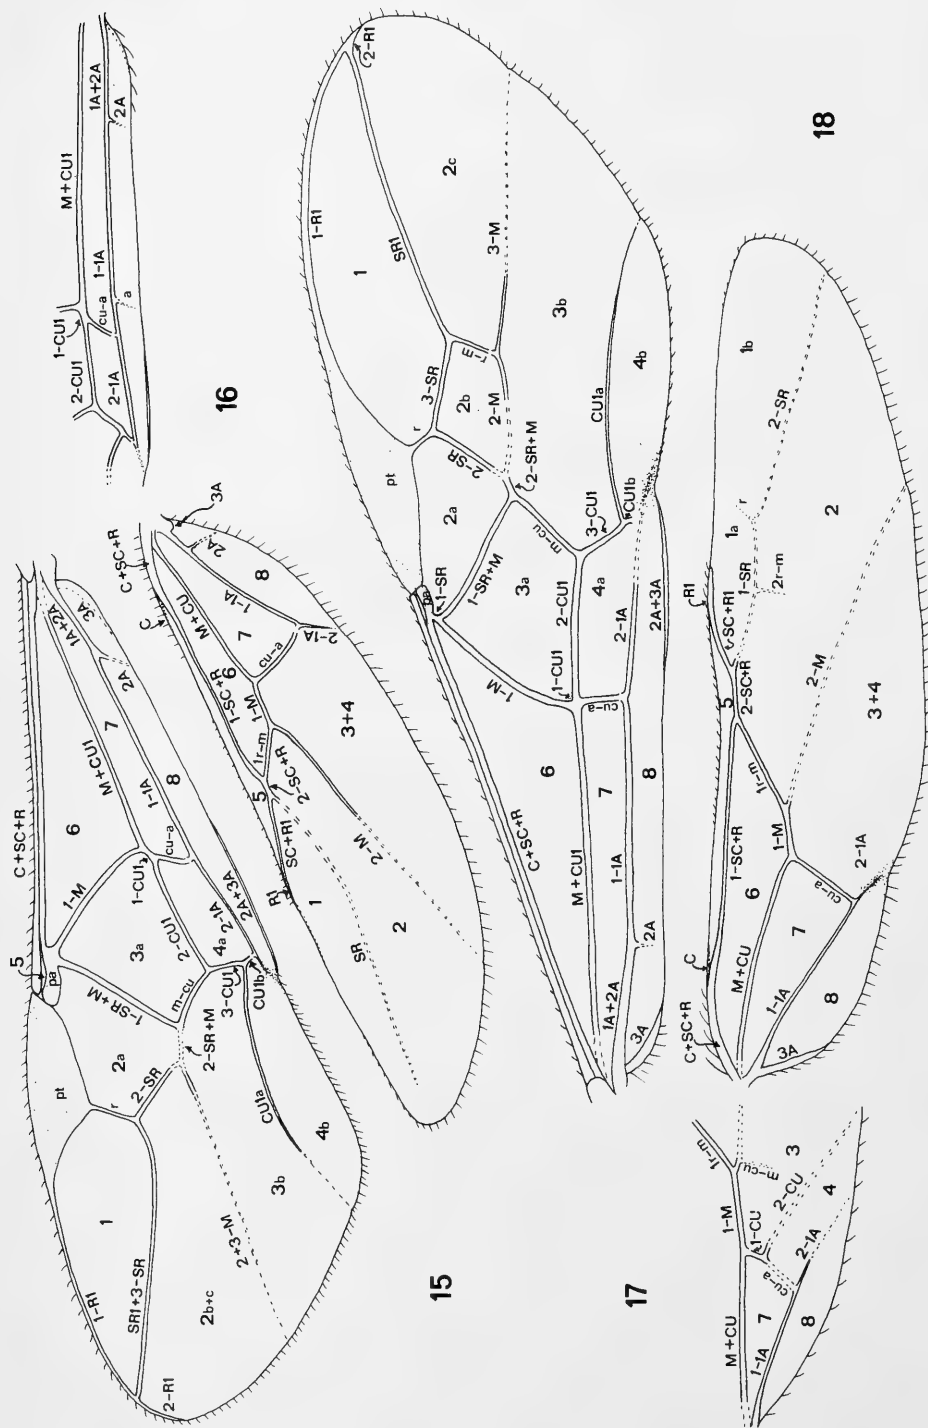 M+CU1
1A+2A
2A
1-CU1
2-CU1
1-1A
cu-a
a
2-1A
16
C+SC+R
5
pa
6
1-M
M+CU1
1A+2A
3A
2A
7
1-1A
8
1-CU1
cu-a
3a
1-SR+M
2-CU1
m-cu
4a
2-1A
2A+3A
3-CU1
CU1b
pt
2a
r
2-SR
2-SR+M
CU1a
4b
3b
2+3-M
1
1-R1
SR1+3-SR
2b+c
2-R1
15
C+SC+R
3A
2A
C
M+CU
1-1A
8
7
6
1-SC+R
1-M
cu-a
2-1A
1r-m
5
2-SC+R
3+4
SC+R1
R1
2-M
1
SR
2
2-R1
1-R1
1
SR1
2c
3-M
r
3-SR
r-m
2b
2-M
3b
pt
2-SR
2-SR+M
2a
pa
1-SR
1-SR+M
m-cu
3-CU1
CU1a
4b
CU1b
3a
2-CU1
4a
2-1A
2A+3A
1-M
1-CU1
cu-a
C+SC+R
6
M+CU1
7
1-1A
8
1A+2A
2A
3A
17
18
1b
2-SR
r
1a
1-SR
2r-m
2
R1
SC+R1
5
2-SC+R
2-M
3+4
1r-m
1-SC+R
6
1-M
2-1A
cu-a
C
C+SC+R
M+CU
7
1-1A
8
3A
1r-m
1-M
m-cu
3
1-CU
2-CU
4
M+CU
cu-a
2-1A
7
1-1A
8